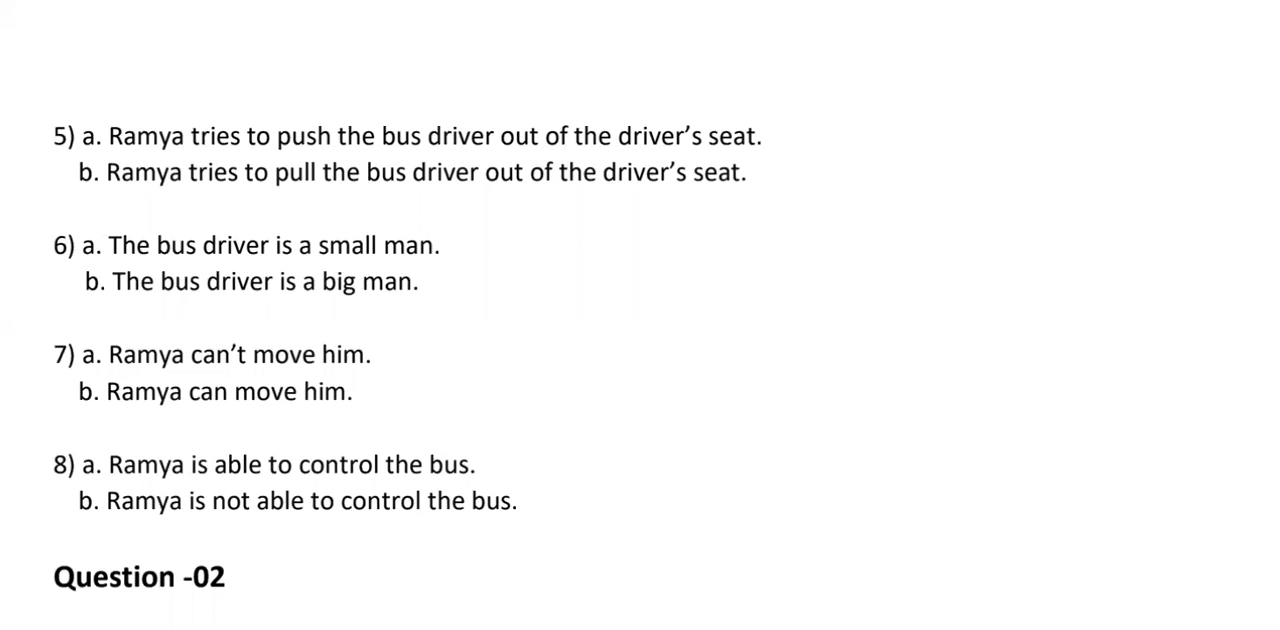 5) a. Ramya tries to push the bus driver out of the driver’s seat.
b. Ramya tries to pull the bus driver out of the driver’s seat.
6) a. The bus driver is a small man.
b. The bus driver is a big man.
7) a. Ramya can’t move him.
b. Ramya can move him.
8) a. Ramya is able to control the bus.
b. Ramya is not able to control the bus.
Question -02